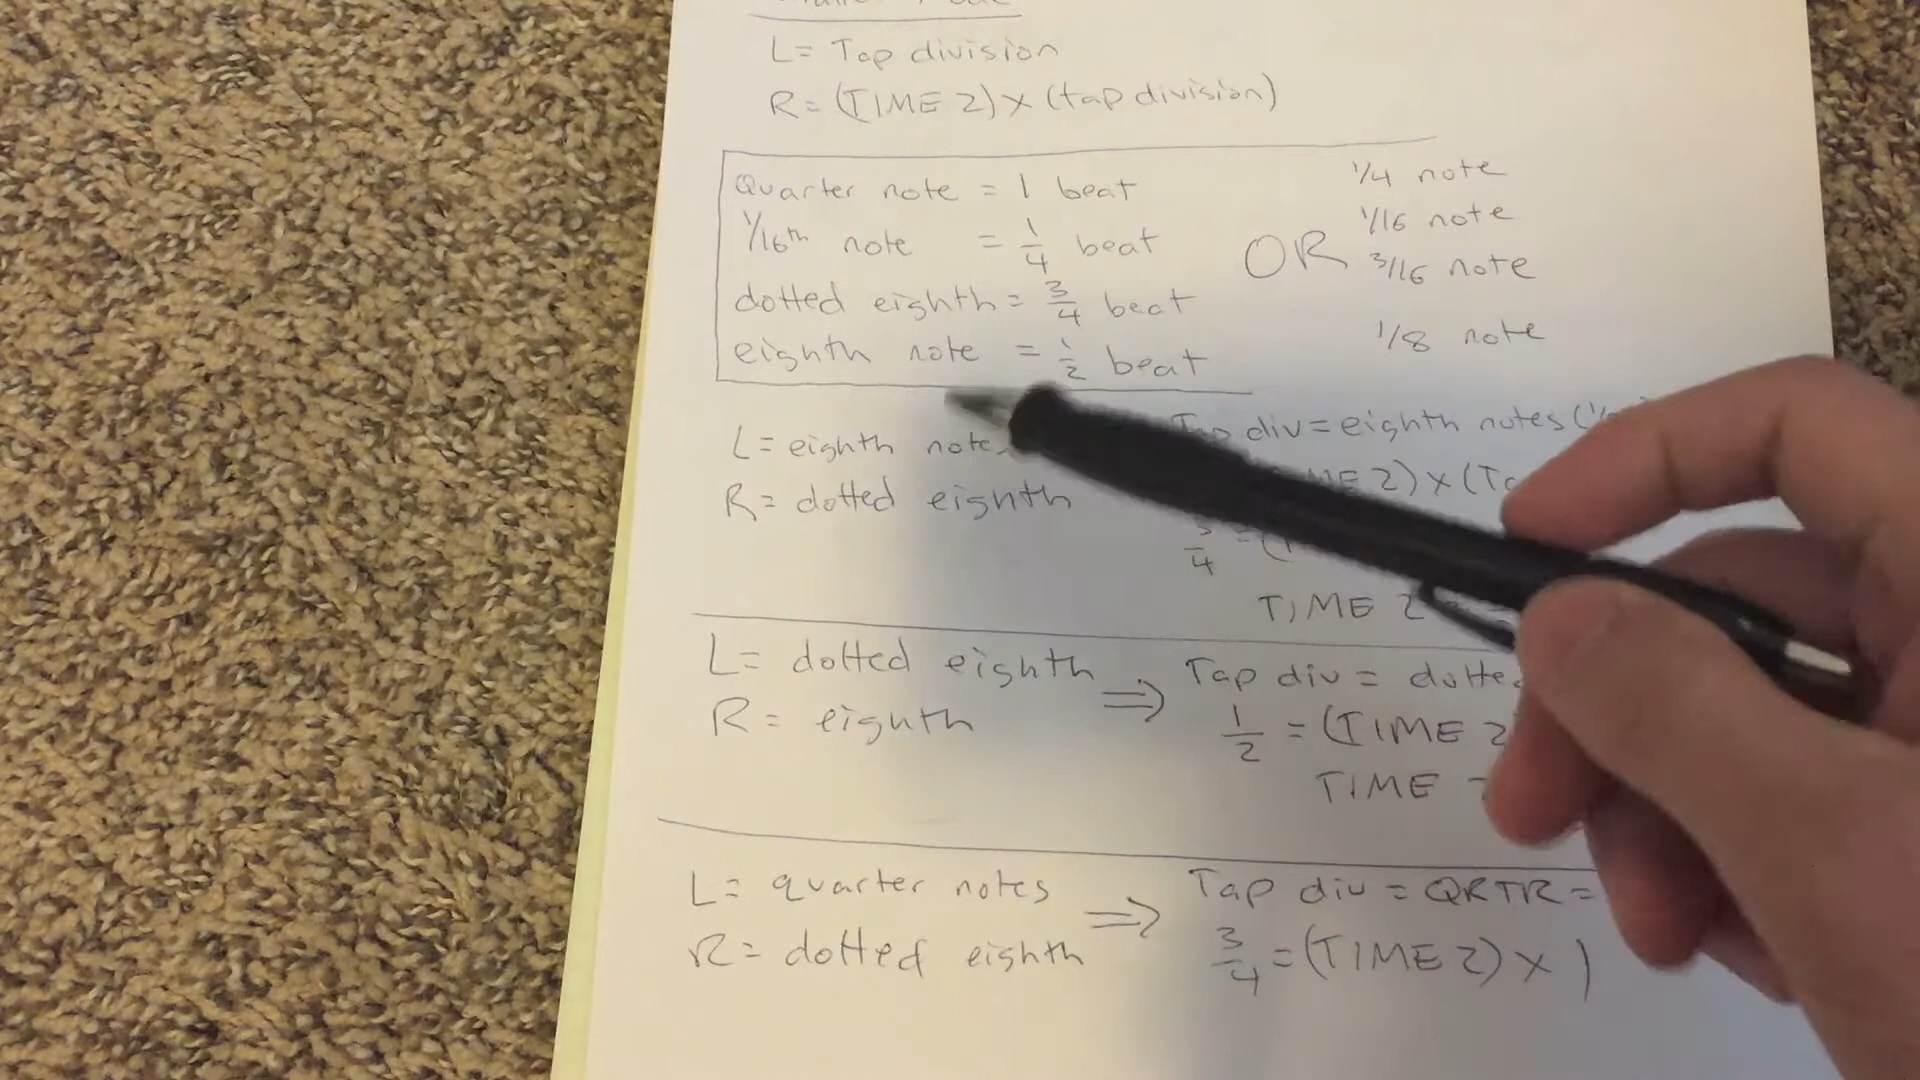 L= Tap division
R= (TIME 2) x (tap division)
Quarter note = 1 beat
1/16th note = 1/4 beat
dotted eighth = 3/4 beat
eighth note = 1/2 beat
OR
1/4 note
1/16 note
3/16 note
1/8 note
L= eighth note
R= dotted eighth
div = eighth notes
2) x (
3/4 = (
TIME 2
L= dotted eighth => Tap div =
R= eighth
1/2 = (TIME 2
TIME
L= quarter notes => Tap div = QRTR =
R= dotted eighth
3/4 = (TIME 2) x 1